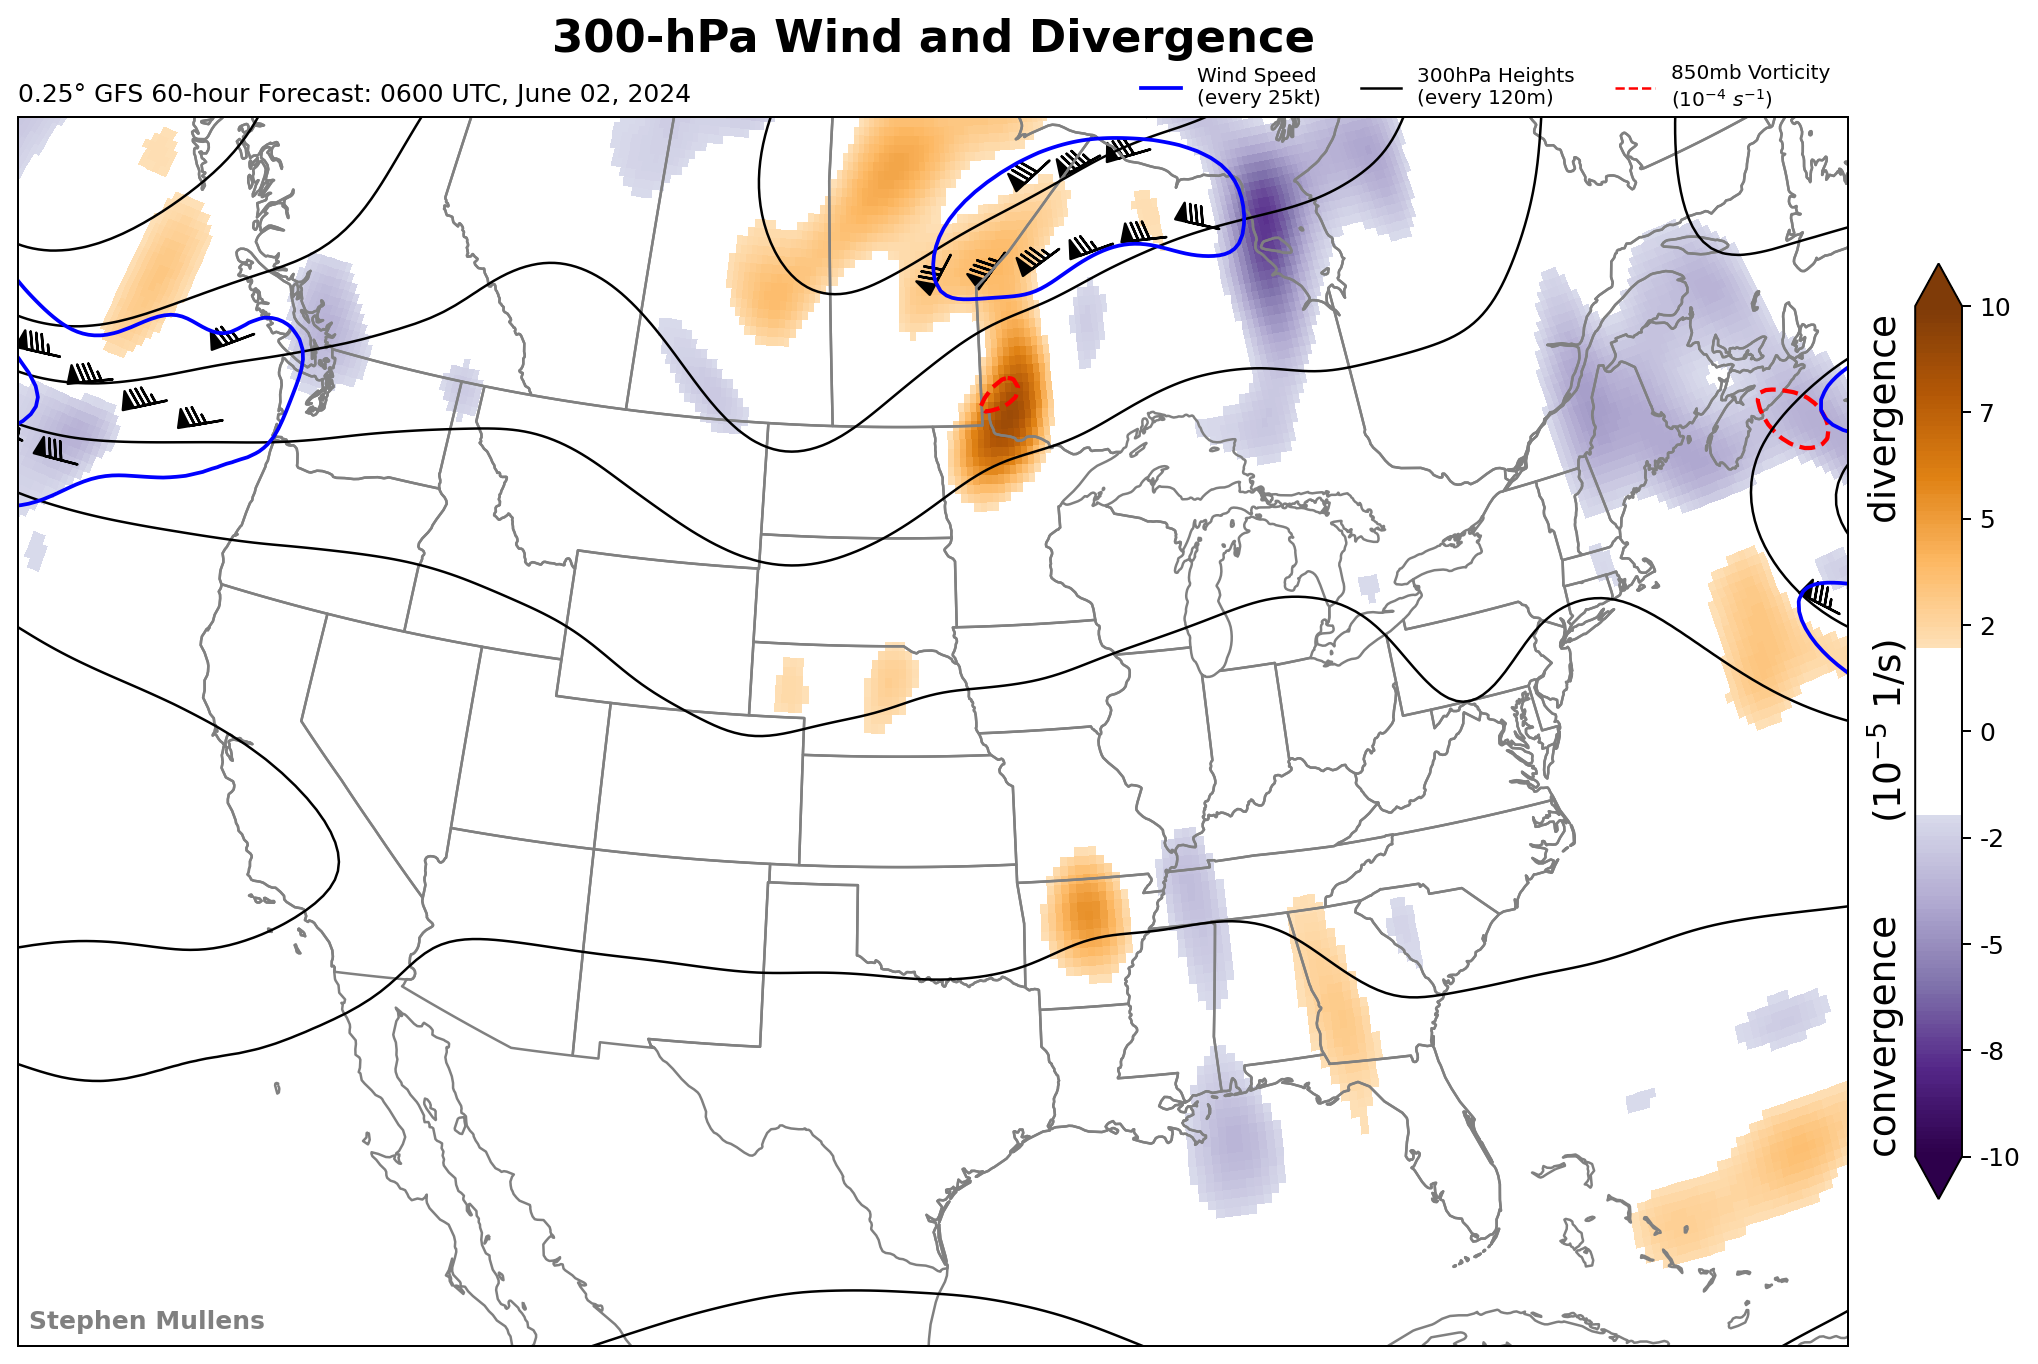 300-hPa Wind and Divergence
0.25° GFS 60-hour Forecast: 0600 UTC, June 02, 2024
Wind Speed
(every 25kt)
300hPa Heights
(every 120m)
850mb Vorticity
(10⁻⁴ s⁻¹)
10
7
5
2
0
-2
-5
-8
-10
convergence (10⁻⁵ 1/s) divergence
Stephen Mullens